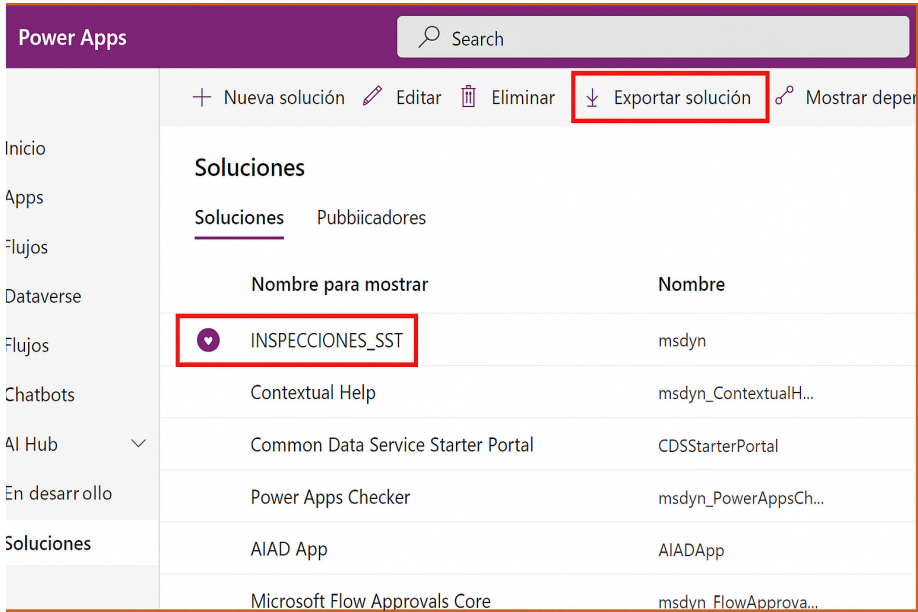 Power Apps
Search
Nueva solución Editar Eliminar Exportar solución Mostrar deper
Inicio
Apps
Flujos
Dataverse
Flujos
Chatbots
AI Hub
En desarrollo
Soluciones
Soluciones
Soluciones Pubbiicadores
Nombre para mostrar Nombre
INSPECCIONES_SST msdyn
Contextual Help msdyn_ContextualH...
Common Data Service Starter Portal CDSStarterPortal
Power Apps Checker msdyn_PowerAppsCh...
AIAD App AIADApp
Microsoft Flow Approvals Core msdyn_FlowApprova...